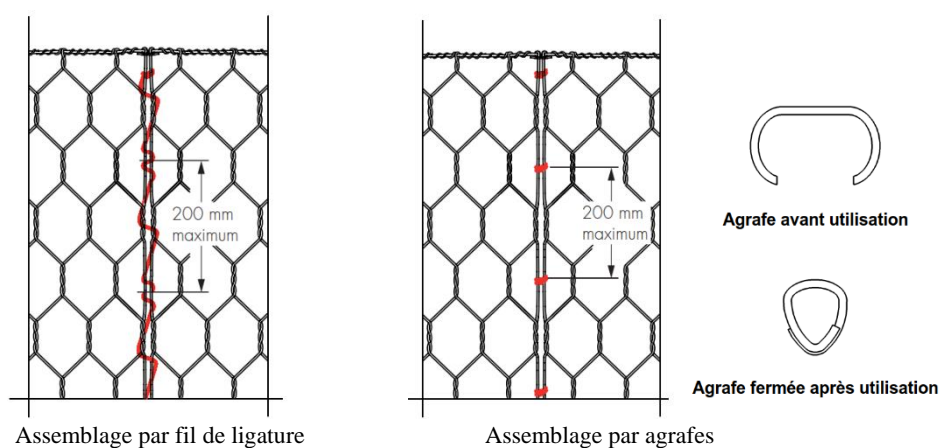 200 mm
maximum
200 mm
maximum
Agrafe avant utilisation
Agrafe fermée après utilisation
Assemblage par fil de ligature
Assemblage par agrafes